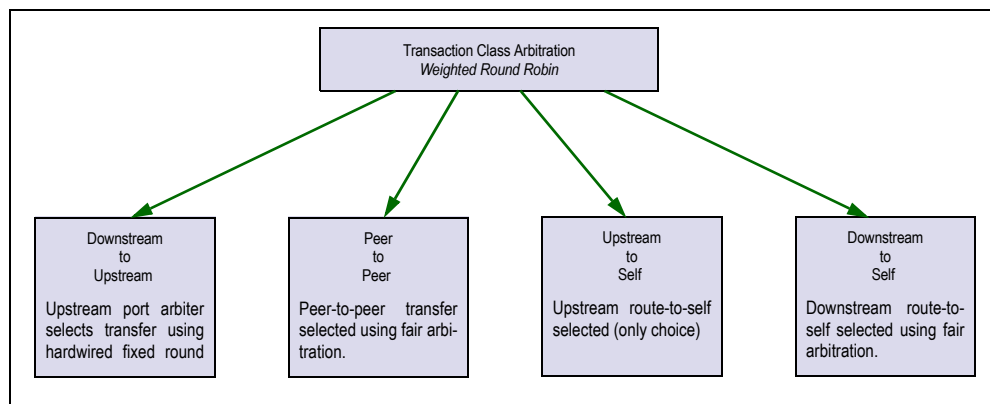 Transaction Class Arbitration
Weighted Round Robin
Downstream
to
Upstream
Upstream port arbiter
selects transfer using
hardwired fixed round
Peer
to
Peer
Peer-to-peer transfer
selected using fair arbi-
tration.
Upstream
to
Self
Upstream route-to-self
selected (only choice)
Downstream
to
Self
Downstream route-to-
self selected using fair
arbitration.